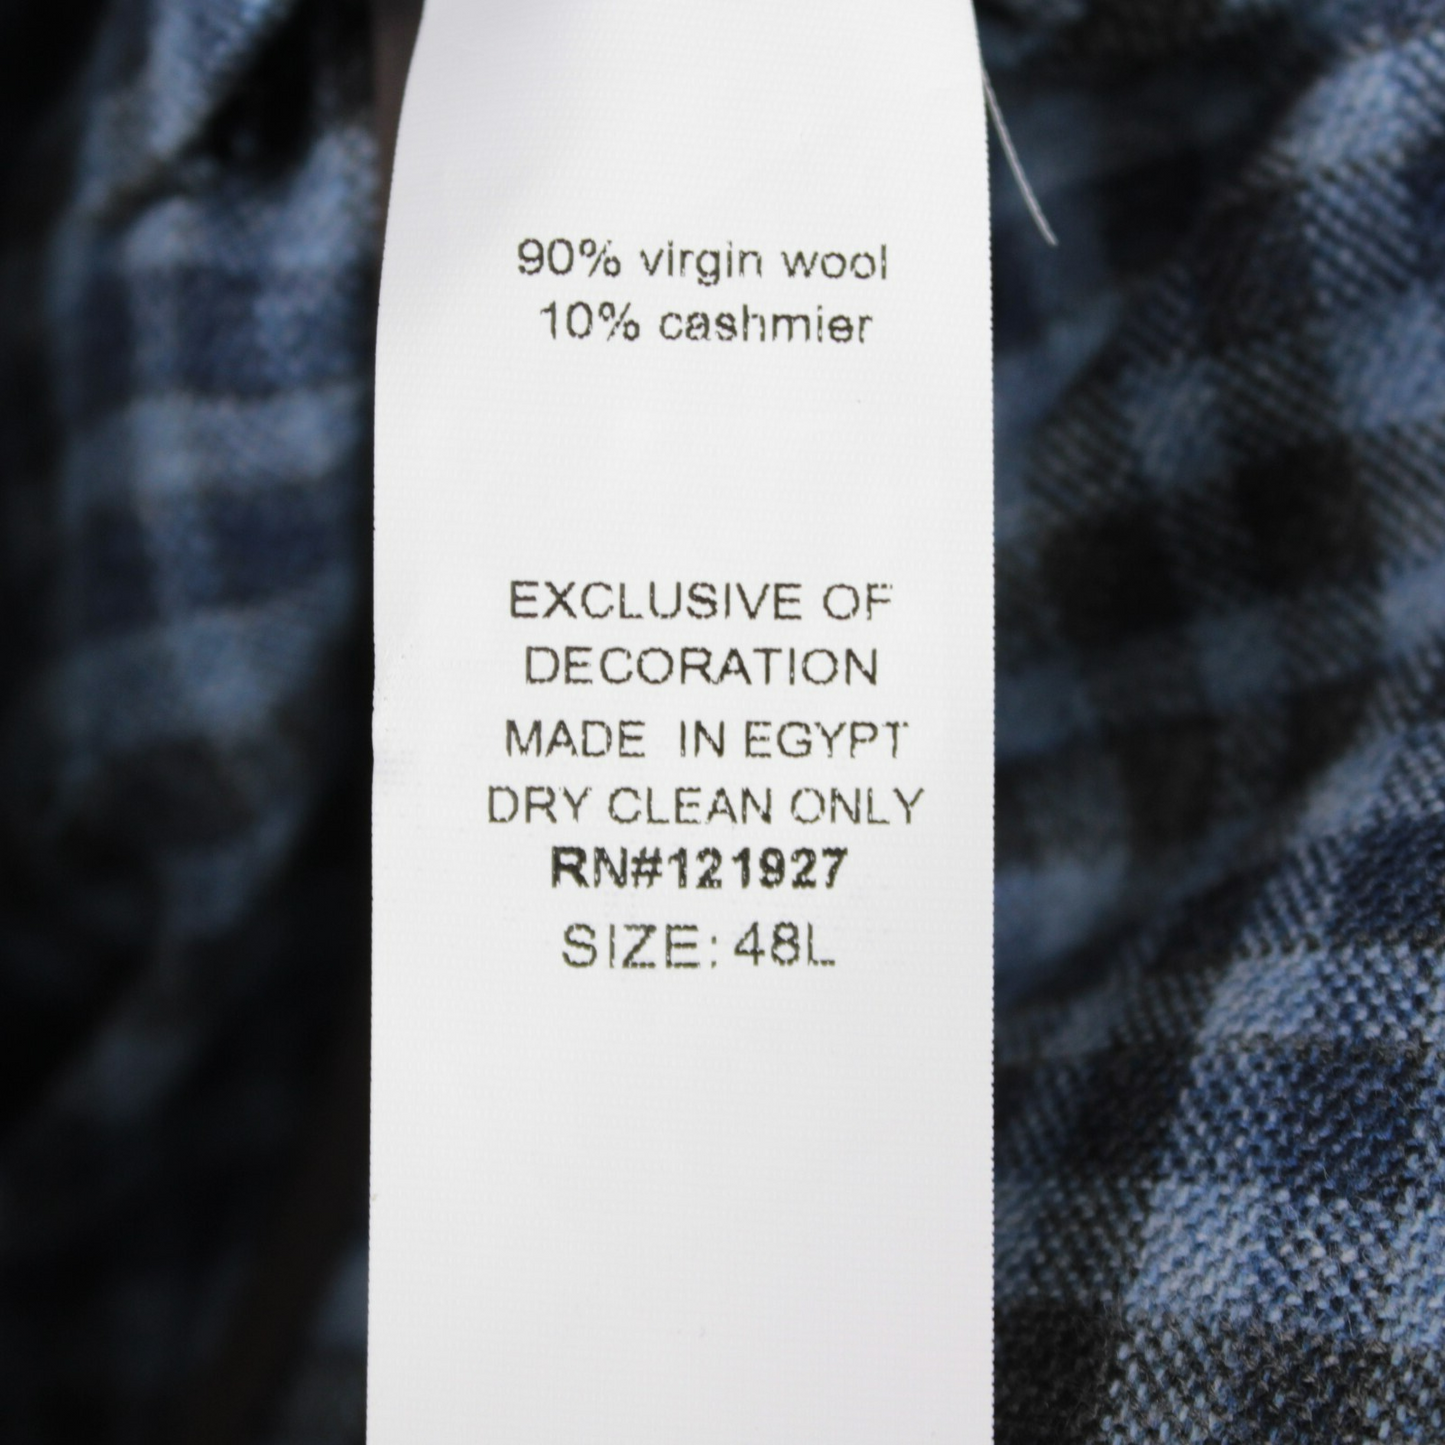 90% virgin wool
10% cashmier
EXCLUSIVE OF
DECORATION
MADE IN EGYPT
DRY CLEAN ONLY
RN#121927
SIZE: 48L